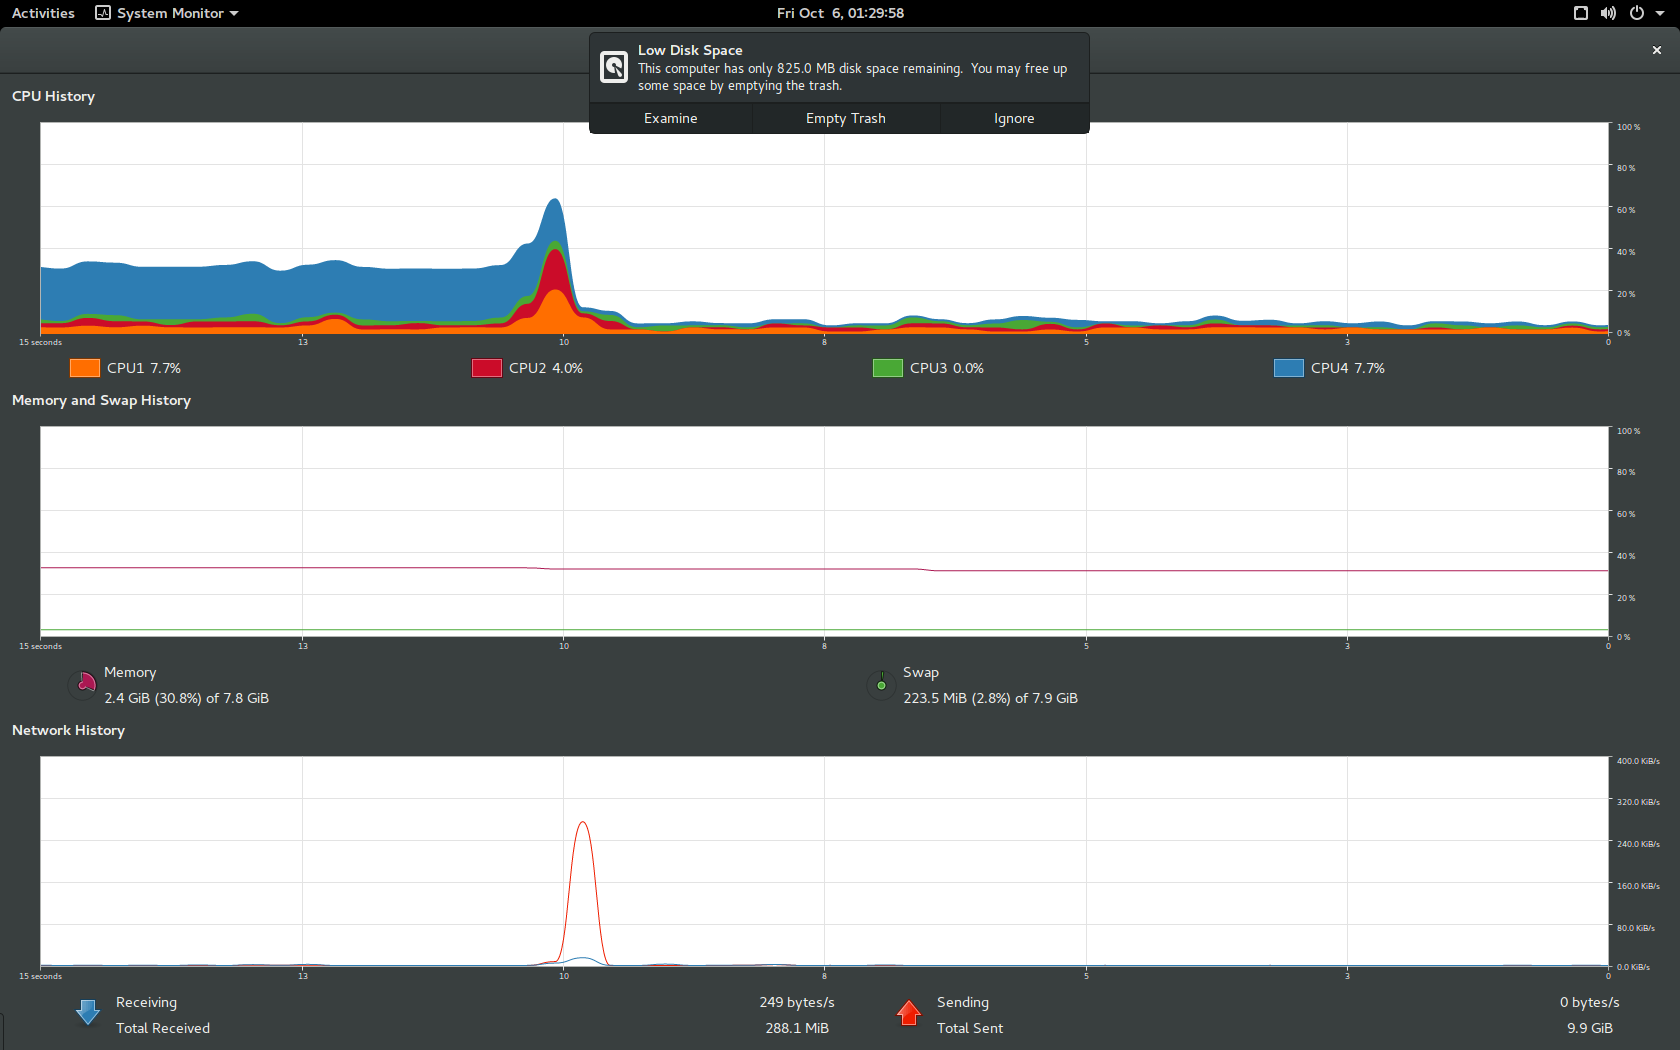 Activities System Monitor Fri Oct 6, 01:29:58
Low Disk Space
This computer has only 825.0 MB disk space remaining. You may free up
some space by emptying the trash.
Examine Empty Trash Ignore
CPU History
100 %
80 %
60 %
40 %
20 %
0 %
15 seconds 13 10 8 5 3 0
CPU1 7.7% CPU2 4.0% CPU3 0.0% CPU4 7.7%
Memory and Swap History
100 %
80 %
60 %
40 %
20 %
0 %
15 seconds 13 10 8 5 3 0
Memory Swap
2.4 GiB (30.8%) of 7.8 GiB 223.5 MiB (2.8%) of 7.9 GiB
Network History
400.0 KiB/s
320.0 KiB/s
240.0 KiB/s
160.0 KiB/s
80.0 KiB/s
0.0 KiB/s
15 seconds 13 10 8 5 3 0
Receiving 249 bytes/s Sending 0 bytes/s
Total Received 288.1 MiB Total Sent 9.9 GiB